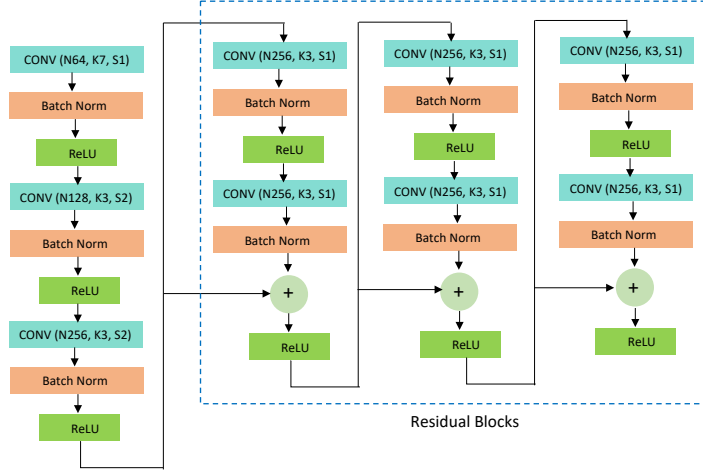 CONV (N64, K7, S1)
Batch Norm
ReLU
CONV (N128, K3, S2)
Batch Norm
ReLU
CONV (N256, K3, S2)
Batch Norm
ReLU
CONV (N256, K3, S1)
Batch Norm
ReLU
CONV (N256, K3, S1)
Batch Norm
+
ReLU
CONV (N256, K3, S1)
Batch Norm
ReLU
CONV (N256, K3, S1)
Batch Norm
+
ReLU
CONV (N256, K3, S1)
Batch Norm
ReLU
CONV (N256, K3, S1)
Batch Norm
+
ReLU
Residual Blocks